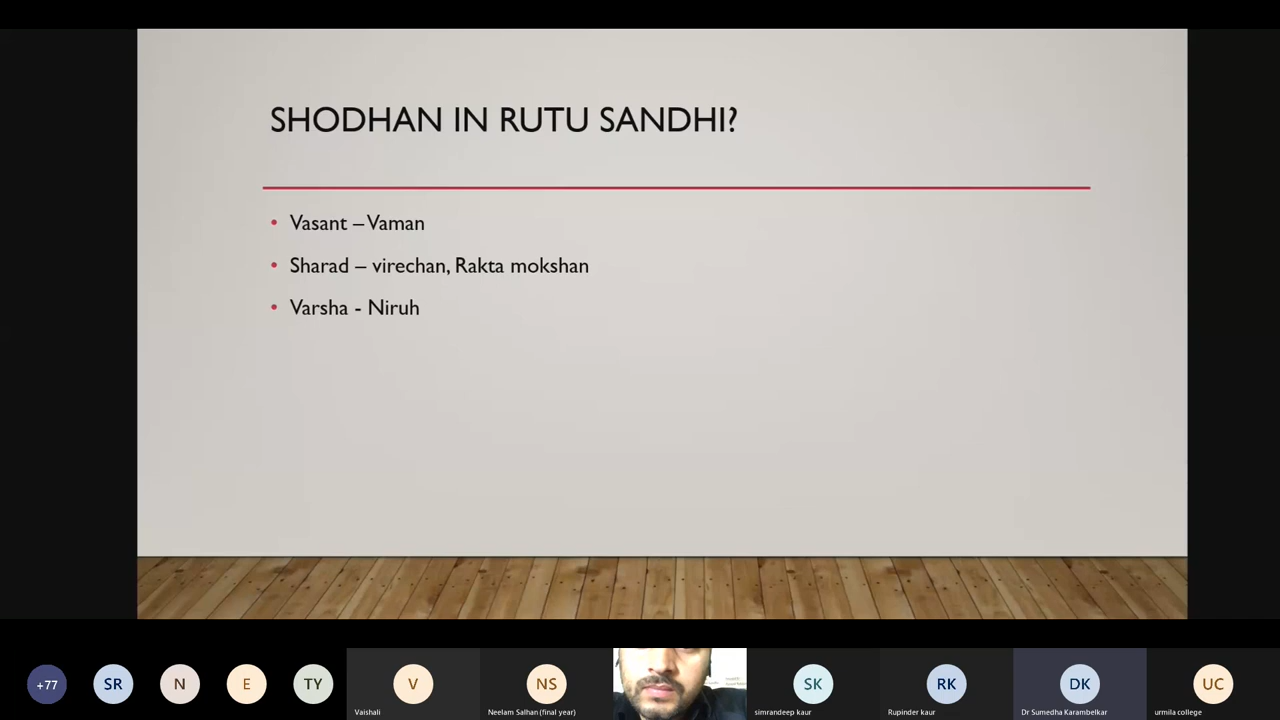 SHODHAN IN RUTU SANDHI?
• Vasant – Vaman
• Sharad – virechan, Rakta mokshan
• Varsha - Niruh
+77
SR
N
E
TY
V
Vaishali
NS
Neelam Salhan (final year)
SK
simrandeep kaur
RK
Rupinder kaur
DK
Dr Sumedha Karambelkar
UC
urmila college